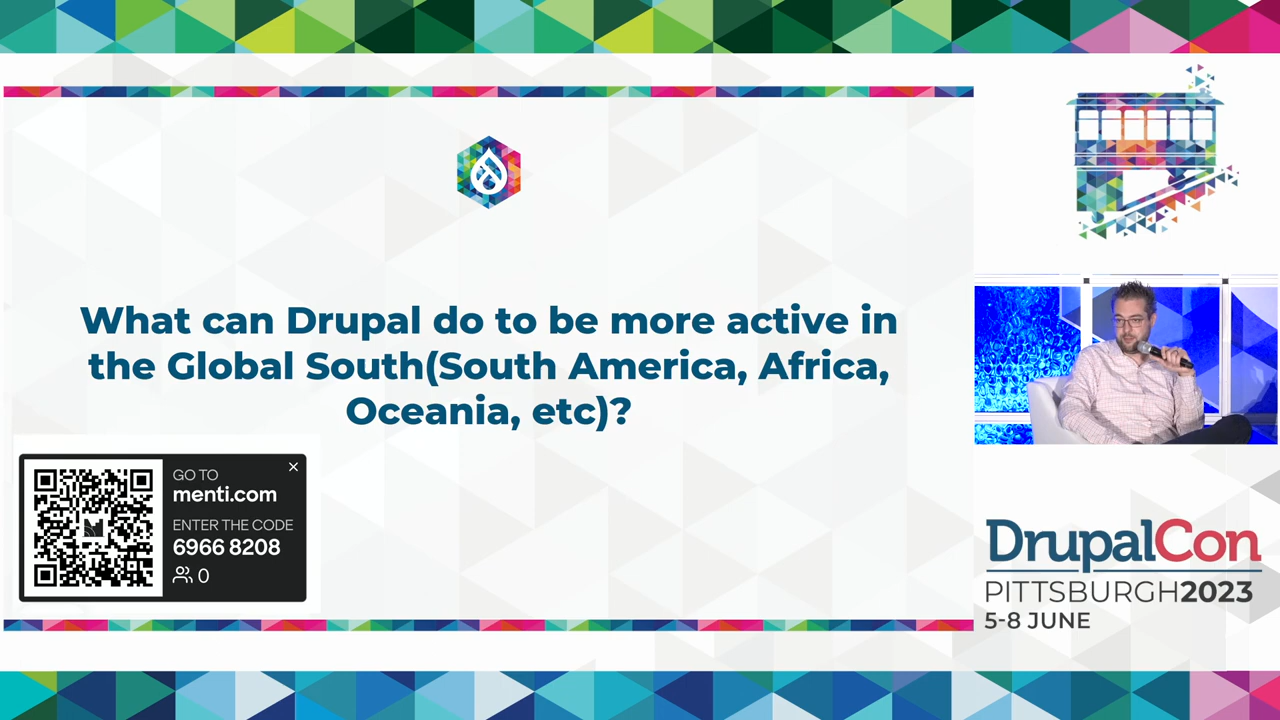 What can Drupal do to be more active in
the Global South(South America, Africa,
Oceania, etc)?
GO TO
menti.com
ENTER THE CODE
6966 8208
0
DrupalCon
PITTSBURGH2023
5-8 JUNE